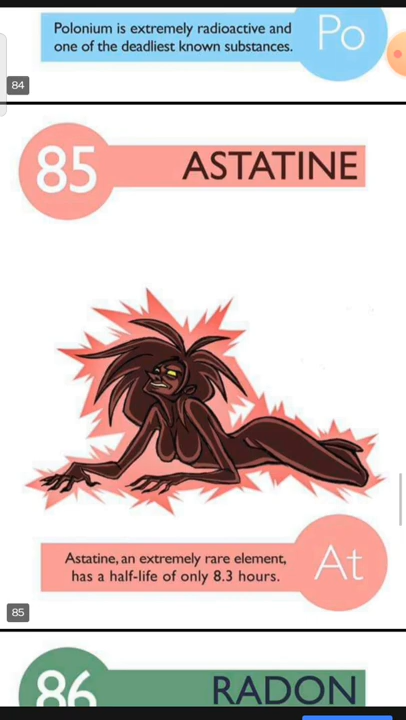 Polonium is extremely radioactive and
one of the deadliest known substances.
Po
84
85
ASTATINE
Astatine, an extremely rare element,
has a half-life of only 8.3 hours.
At
85
86
RADON